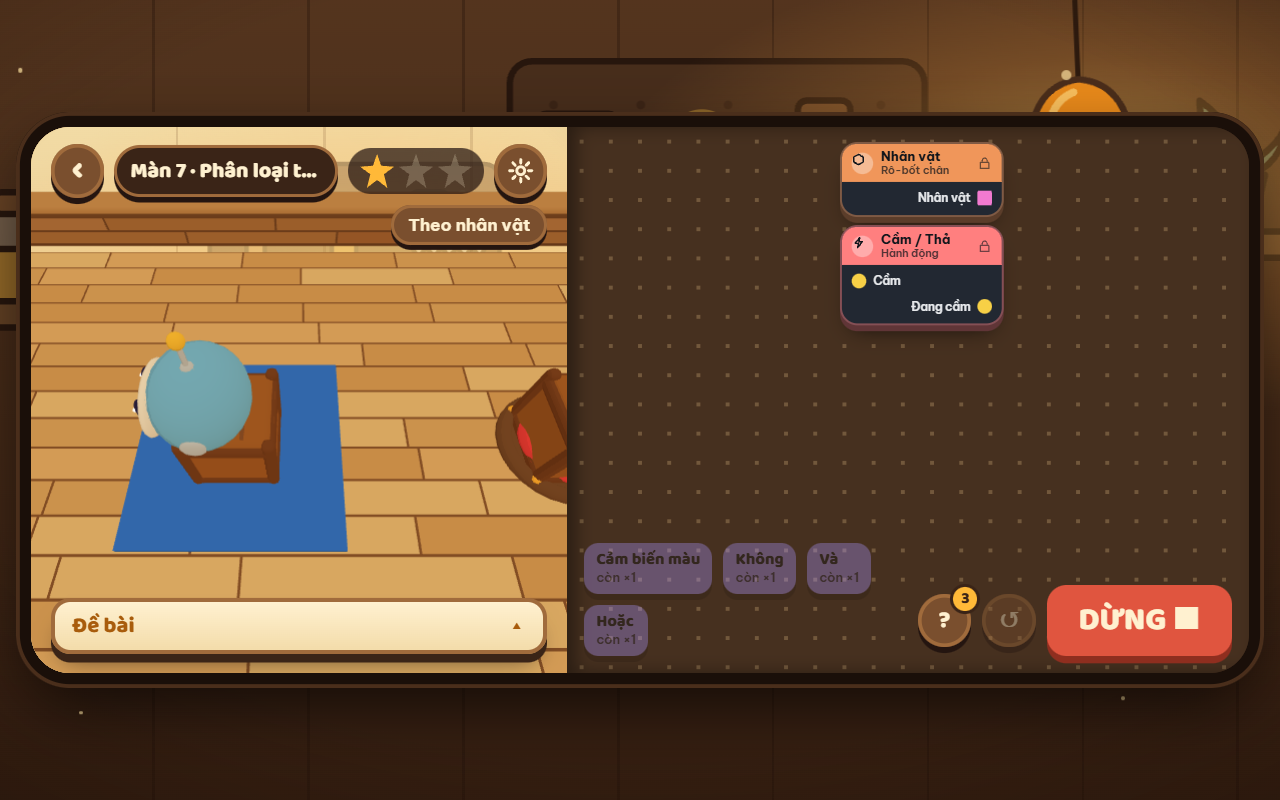 Màn 7 · Phân loại t...
Theo nhân vật
Đề bài
Nhân vật
Rô-bốt chân
Nhân vật
Cầm / Thả
Hành động
Cầm
Đang cầm
Cảm biến màu
còn ×1
Không
còn ×1
Và
còn ×1
Hoặc
còn ×1
?
3
DỪNG